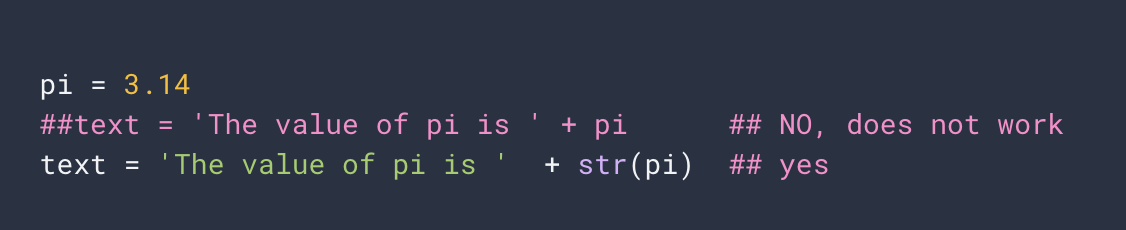 pi = 3.14
##text = 'The value of pi is ' + pi      ## NO, does not work
text = 'The value of pi is '  + str(pi)  ## yes